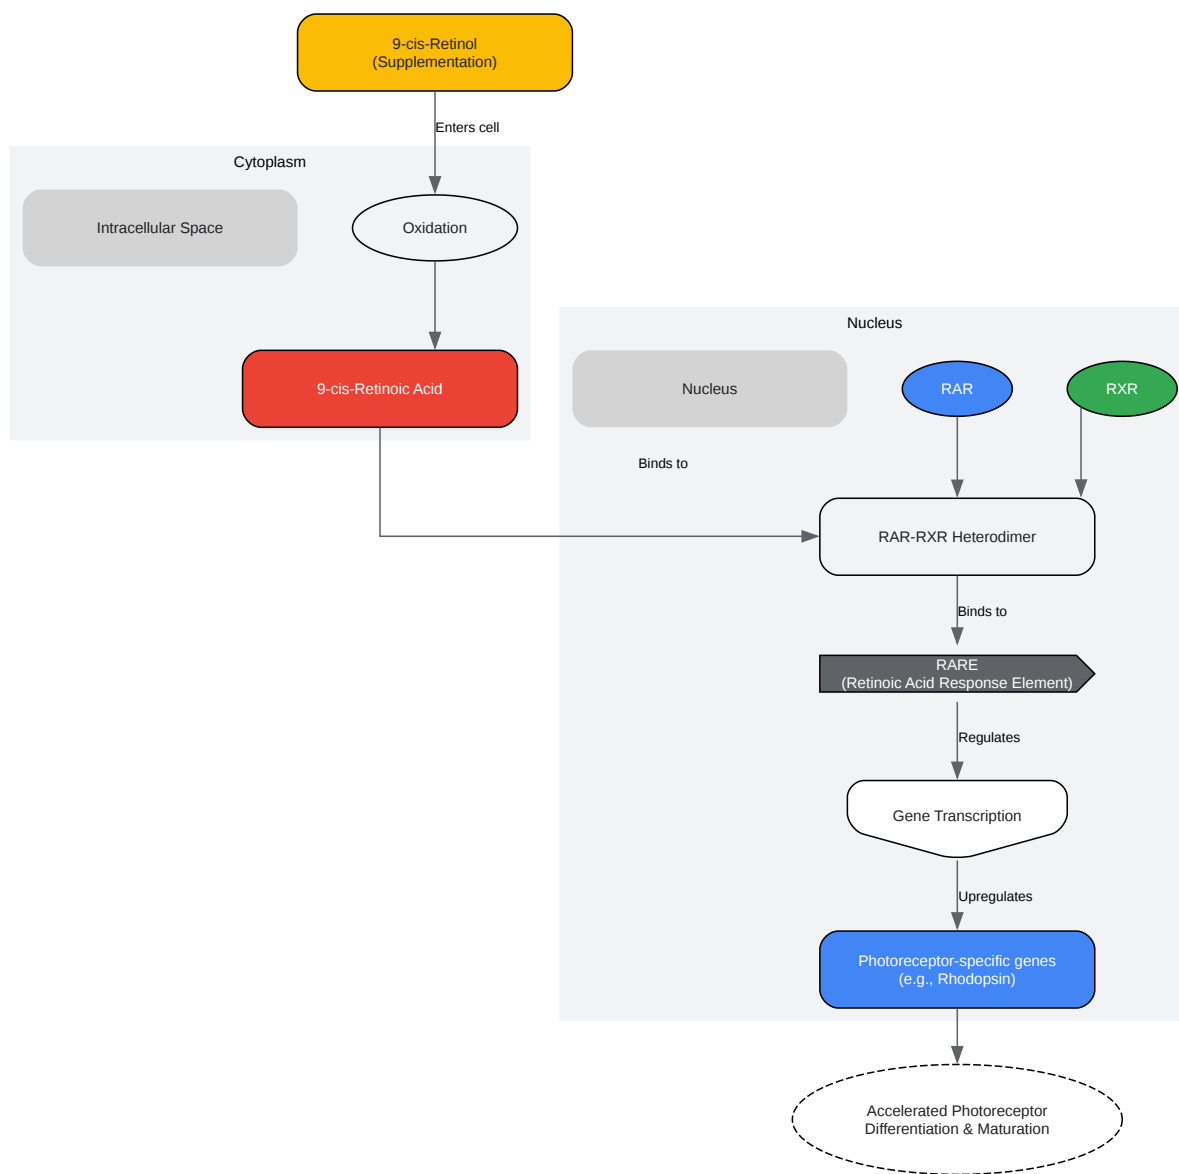 9-cis-Retinol
(Supplementation)
Enters cell
Cytoplasm
Intracellular Space
Oxidation
9-cis-Retinoic Acid
Nucleus
Nucleus
RAR
RXR
Binds to
RAR-RXR Heterodimer
Binds to
RARE
(Retinoic Acid Response Element)
Regulates
Gene Transcription
Upregulates
Photoreceptor-specific genes
(e.g., Rhodopsin)
Accelerated Photoreceptor
Differentiation & Maturation